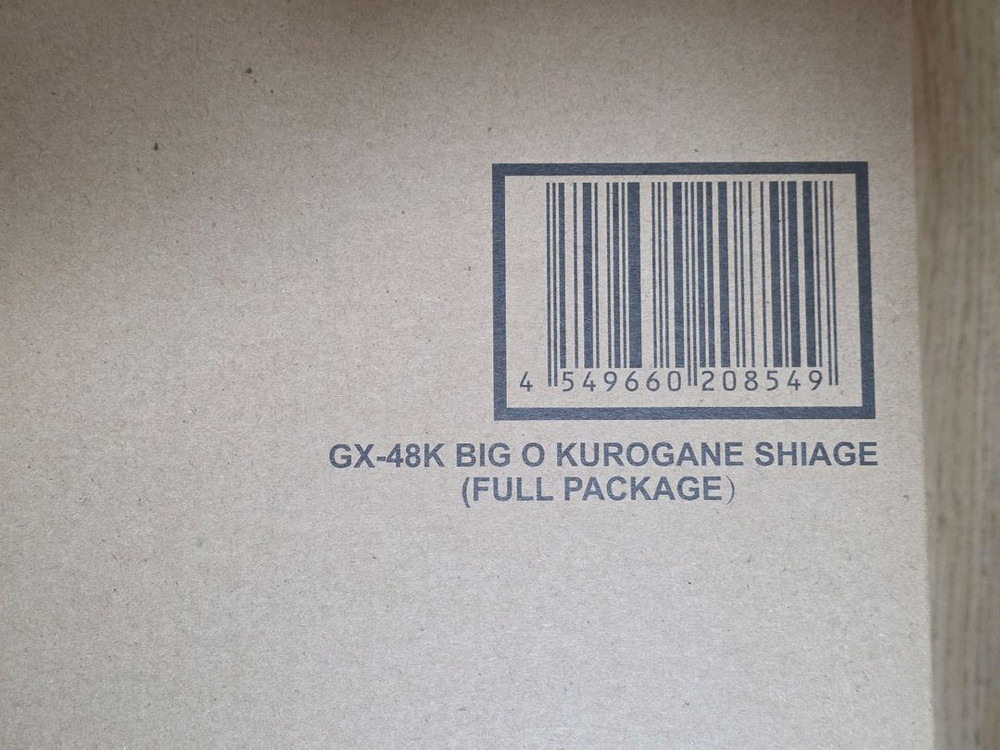 4 549660 208549
GX-48K BIG O KUROGANE SHIAGE
(FULL PACKAGE)